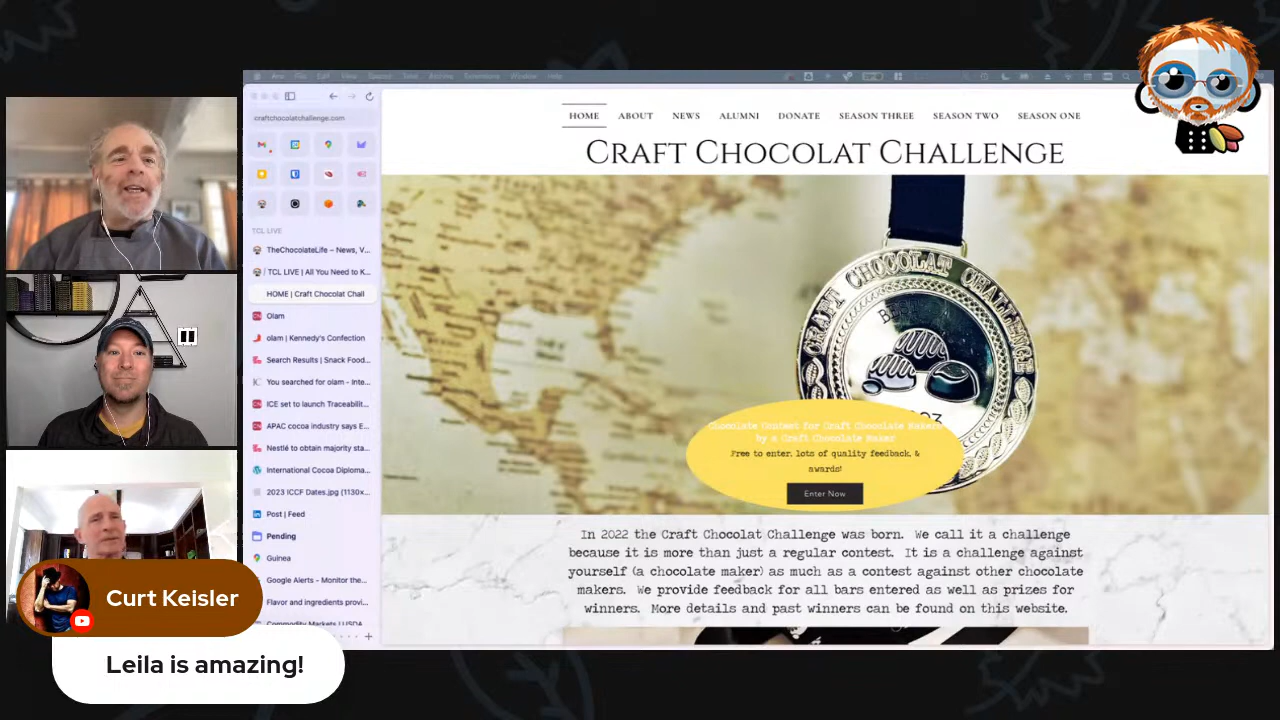 craftchocolatchallenge.com
TCL LIVE
TheChocolateLife – News, V...
TCL LIVE | All You Need to K...
HOME | Craft Chocolat Chall
Olam
olam | Kennedy's Confection
Search Results | Snack Food...
You searched for olam - Inte...
ICE set to launch Traceabilit...
APAC cocoa industry says E...
Nestlé to obtain majority sta...
International Cocoa Diploma...
2023 ICCF Dates.jpg (1130×...
Post | Feed
Pending
Guinea
Google Alerts - Monitor the...
Flavor and ingredients provi...
Commodity Markets | USDA
HOME ABOUT NEWS ALUMNI DONATE SEASON THREE SEASON TWO SEASON ONE
CRAFT CHOCOLAT CHALLENGE
CRAFT CHOCOLAT CHALLENGE
Chocolate Contest for Craft Chocolate Makers
by a Craft Chocolate Maker
Free to enter, lots of quality feedback, &
awards!
Enter Now
In 2022 the Craft Chocolat Challenge was born. We call it a challenge
because it is more than just a regular contest. It is a challenge against
yourself (a chocolate maker) as much as a contest against other chocolate
makers. We provide feedback for all bars entered as well as prizes for
winners. More details and past winners can be found on this website.
Curt Keisler
Leila is amazing!